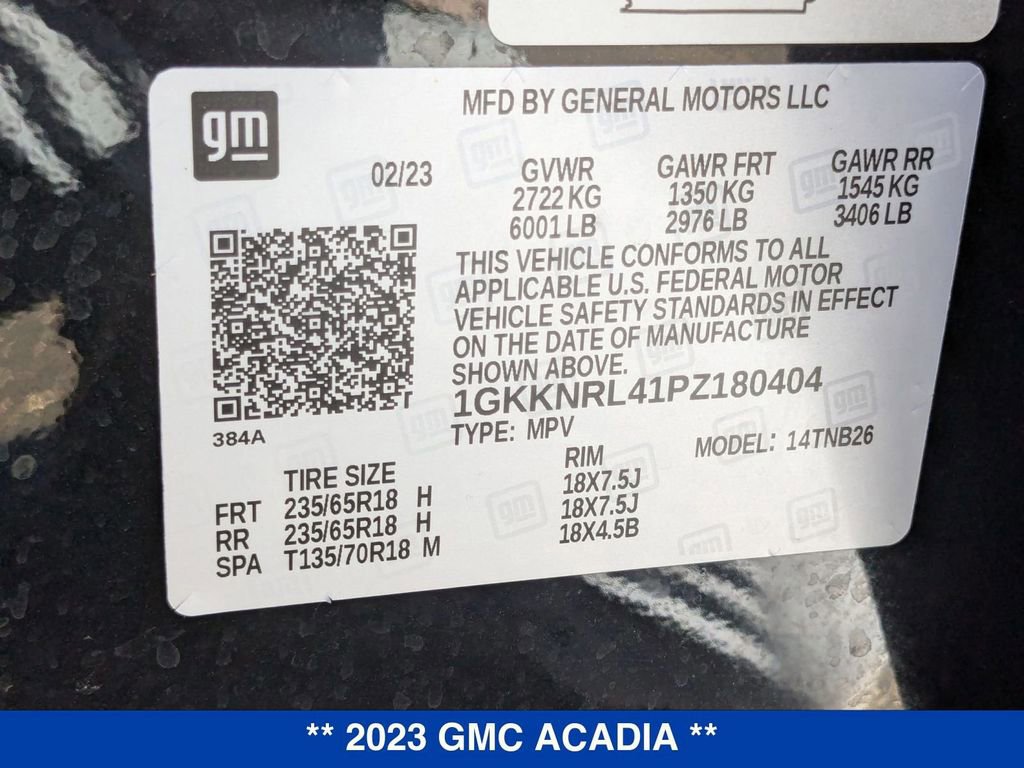 gm
MFD BY GENERAL MOTORS LLC
02/23
GVWR
2722 KG
6001 LB
GAWR FRT
1350 KG
2976 LB
GAWR RR
1545 KG
3406 LB
THIS VEHICLE CONFORMS TO ALL
APPLICABLE U.S. FEDERAL MOTOR
VEHICLE SAFETY STANDARDS IN EFFECT
ON THE DATE OF MANUFACTURE
SHOWN ABOVE.
1GKKNRL41PZ180404
TYPE: MPV
MODEL: 14TNB26
384A
TIRE SIZE RIM
FRT 235/65R18 H 18X7.5J
RR 235/65R18 H 18X7.5J
SPA T135/70R18 M 18X4.5B
** 2023 GMC ACADIA **